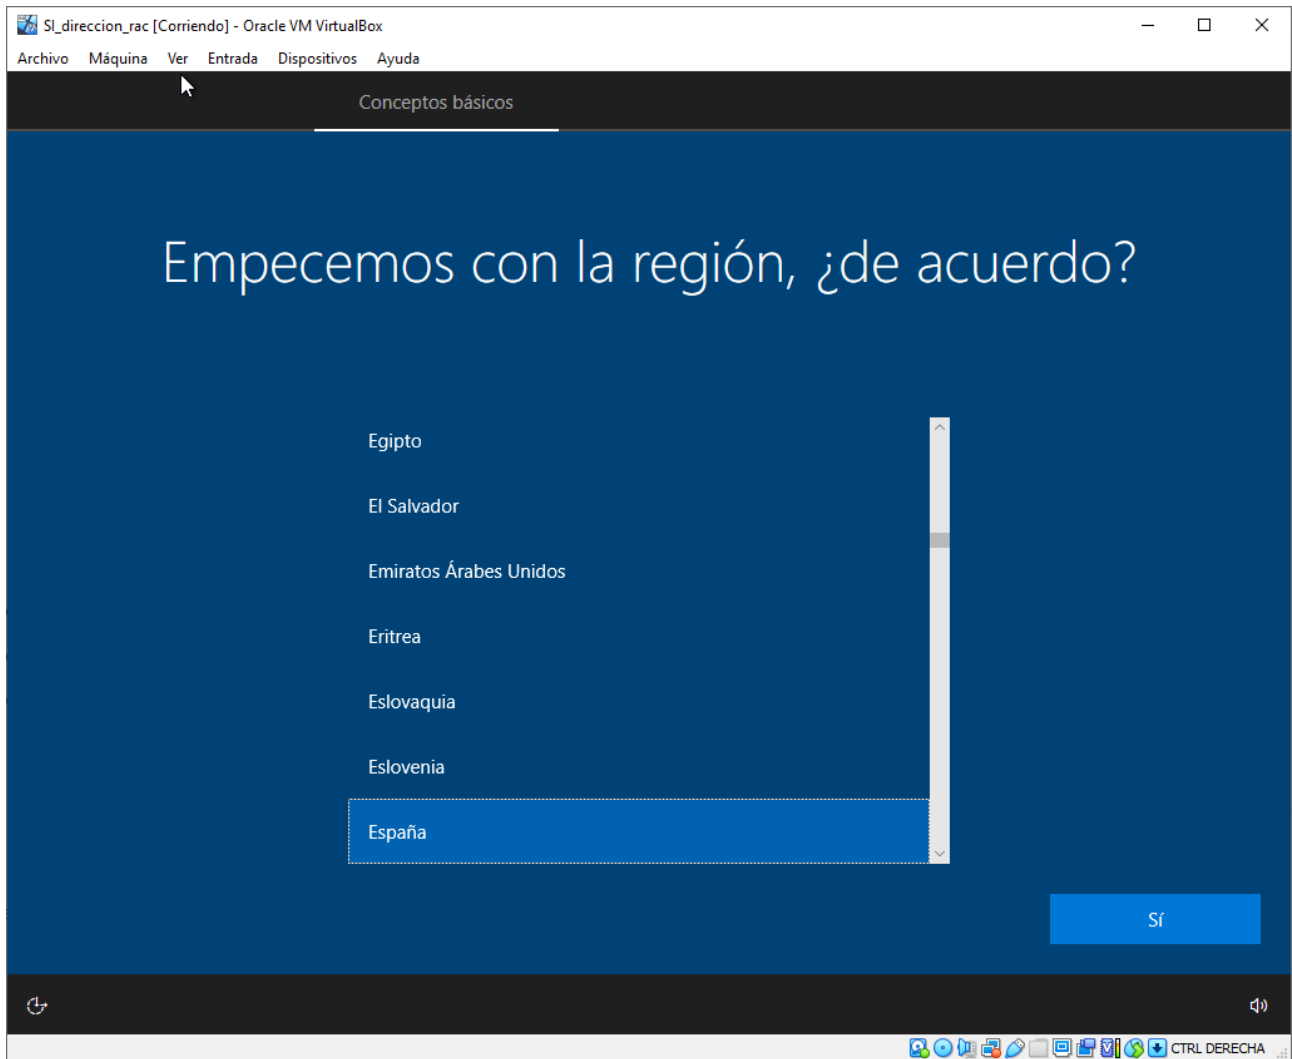 SI_direccion_rac [Corriendo] - Oracle VM VirtualBox
Archivo Máquina Ver Entrada Dispositivos Ayuda
Conceptos básicos
Empecemos con la región, ¿de acuerdo?
Egipto
El Salvador
Emiratos Árabes Unidos
Eritrea
Eslovaquia
Eslovenia
España
Sí
CTRL DERECHA